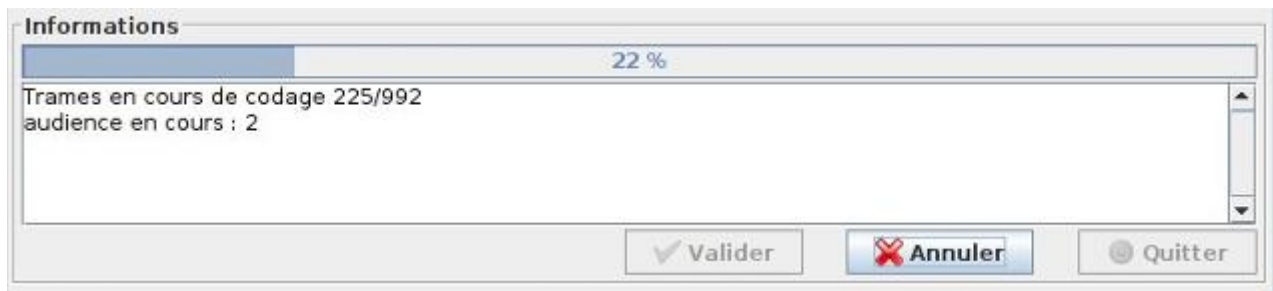 Informations
22 %
Trames en cours de codage 225/992
audience en cours : 2
Valider Annuler Quitter